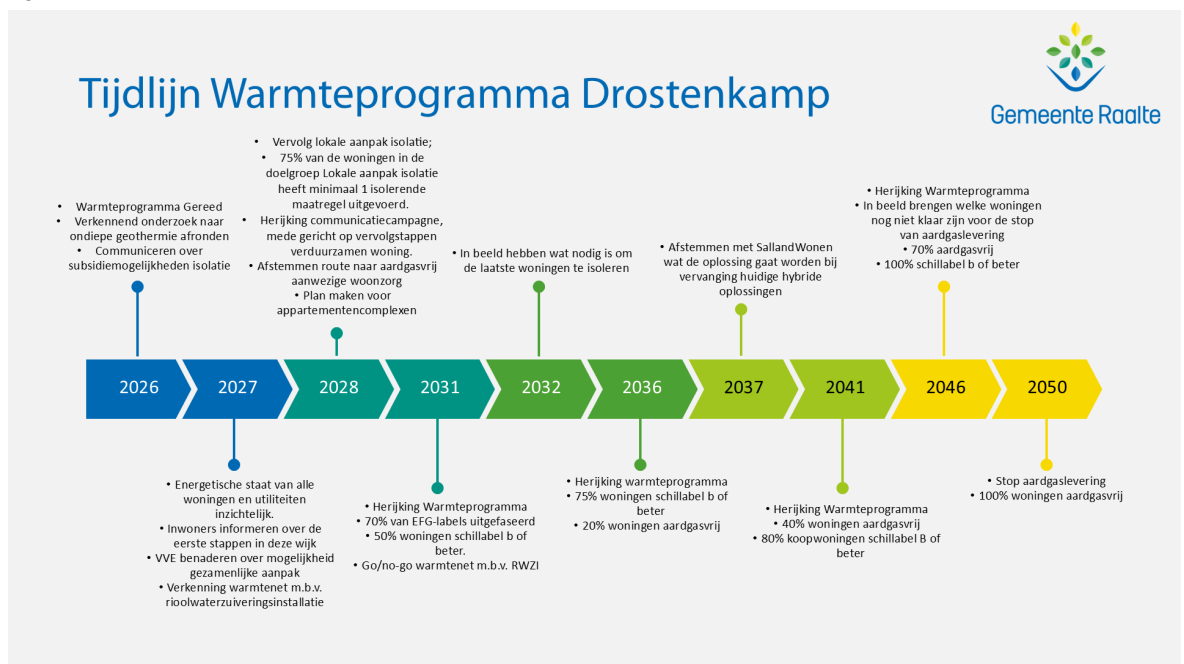 Tijdlijn Warmteprogramma Drostenkamp
Gemeente Raalte
• Warmteprogramma Gereed
• Verkennend onderzoek naar
ondiepe geothermie afronden
• Communiceren over
subsidiemogelijkheden isolatie
• Vervolg lokale aanpak isolatie;
• 75% van de woningen in de
doelgroep Lokale aanpak isolatie
heeft minimaal 1 isolerende
maatregel uitgevoerd.
• Herijking communicatiecampagne,
mede gericht op vervolgstappen
verduurzamen woning.
• Afstemmen route naar aardgasvrij
aanwezige woonzorg
• Plan maken voor
appartementencomplexen
• In beeld hebben wat nodig is om
de laatste woningen te isoleren
• Afstemmen met SallandWonen
wat de oplossing gaat worden bij
vervanging huidige hybride
oplossingen
• Herijking Warmteprogramma
• In beeld brengen welke woningen
nog niet klaar zijn voor de stop
van aardgaslevering
• 70% aardgasvrij
• 100% schillabel b of beter
2026 2027 2028 2031 2032 2036 2037 2041 2046 2050
• Energetische staat van alle
woningen en utiliteiten
inzichtelijk.
• Inwoners informeren over de
eerste stappen in deze wijk
• VVE benaderen over mogelijkheid
gezamenlijke aanpak
• Verkenning warmtenet m.b.v.
rioolwaterzuiveringsinstallatie
• Herijking Warmteprogramma
• 70% van EFG-labels uitgefaseerd
• 50% woningen schillabel b of
beter.
• Go/no-go warmtenet m.b.v. RWZI
• Herijking warmteprogramma
• 75% woningen schillabel b of
beter
• 20% woningen aardgasvrij
• Herijking Warmteprogramma
• 40% woningen aardgasvrij
• 80% koopwoningen schillabel B of
beter
• Stop aardgaslevering
• 100% woningen aardgasvrij